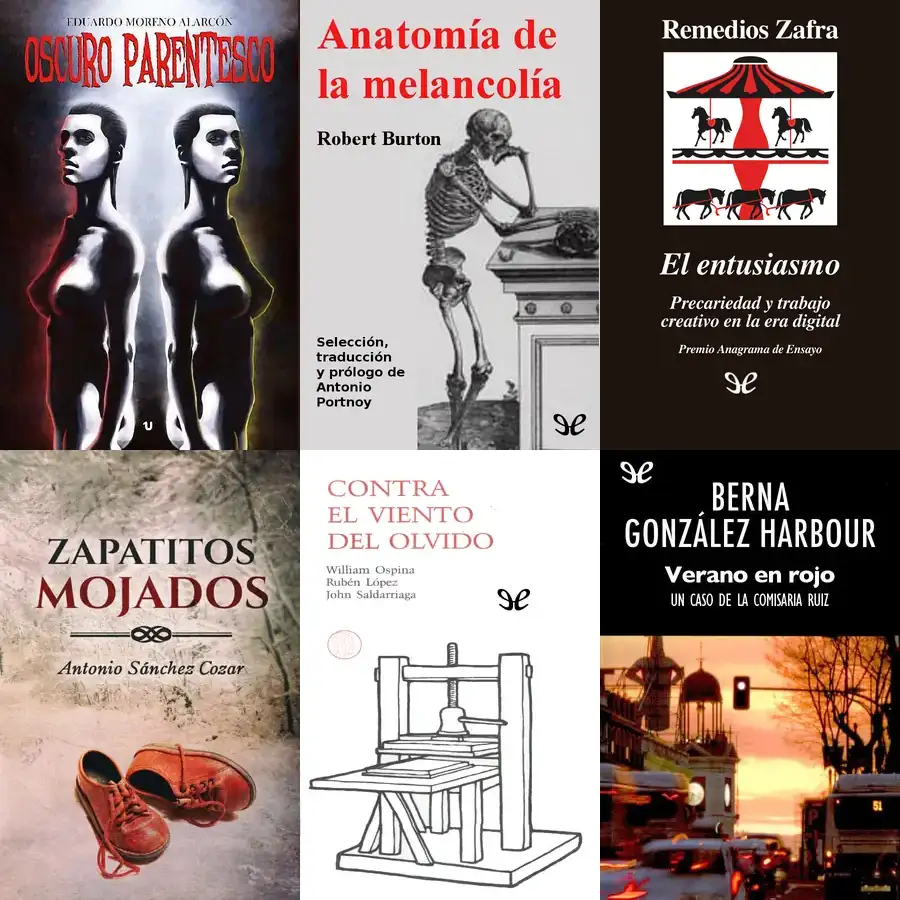 EDUARDO MORENO ALARCÓN
OSCURO PARENTESCO
Anatomía de
la melancolía
Robert Burton
Selección,
traducción
y prólogo de
Antonio
Portnoy
Remedios Zafra
El entusiasmo
Precariedad y trabajo
creativo en la era digital
Premio Anagrama de Ensayo
ZAPATITOS
MOJADOS
Antonio Sánchez Cozar
CONTRA
EL VIENTO
DEL OLVIDO
William Ospina
Rubén López
John Saldarriaga
BERNA
GONZÁLEZ HARBOUR
Verano en rojo
UN CASO DE LA COMISARIA RUIZ
51